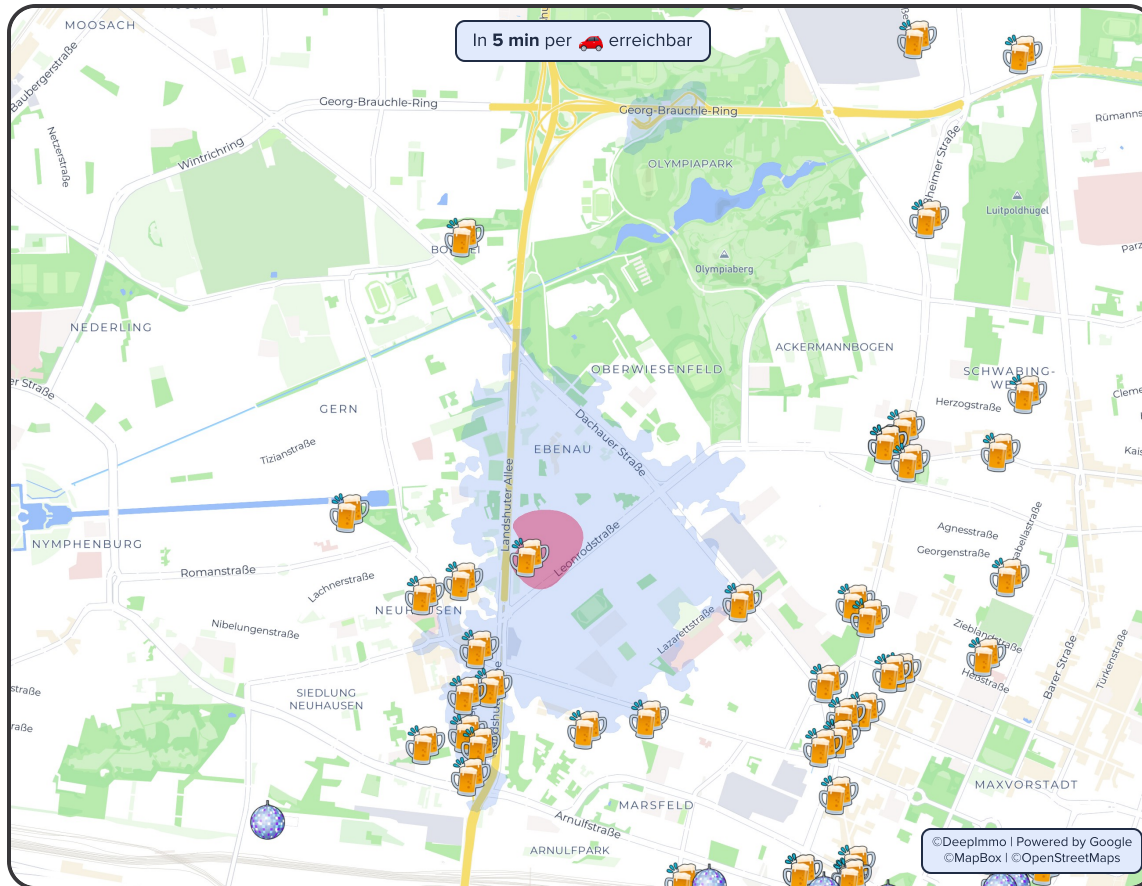 MOOSACH
In 5 min per erreichbar
Baubergerstraße
Georg-Brauchle-Ring
Georg-Brauchle-Ring
Netzerstraße
Wintrichring
OLYMPIAPARK
Luitpoldhügel
Olympiaberg
NEDERLING
ACKERMANNBOGEN
OBERWIESENFELD
SCHWABING-
Herzogstraße
GERN
Dachauer Straße
EBENAU
Tizianstraße
Landshuter Allee
Agnesstraße
NYMPHENBURG
Georgenstraße
Leonrodstraße
Romanstraße
Lachnerstraße
Lazarettstraße
Nibelungenstraße
Zieblandstraße
Heßstraße
Barer Straße
Türkenstraße
SIEDLUNG
NEUHAUSEN
MAXVORSTADT
MARSFELD
Arnulfstraße
ARNULFPARK
©DeepImmo | Powered by Google
©MapBox | ©OpenStreetMaps